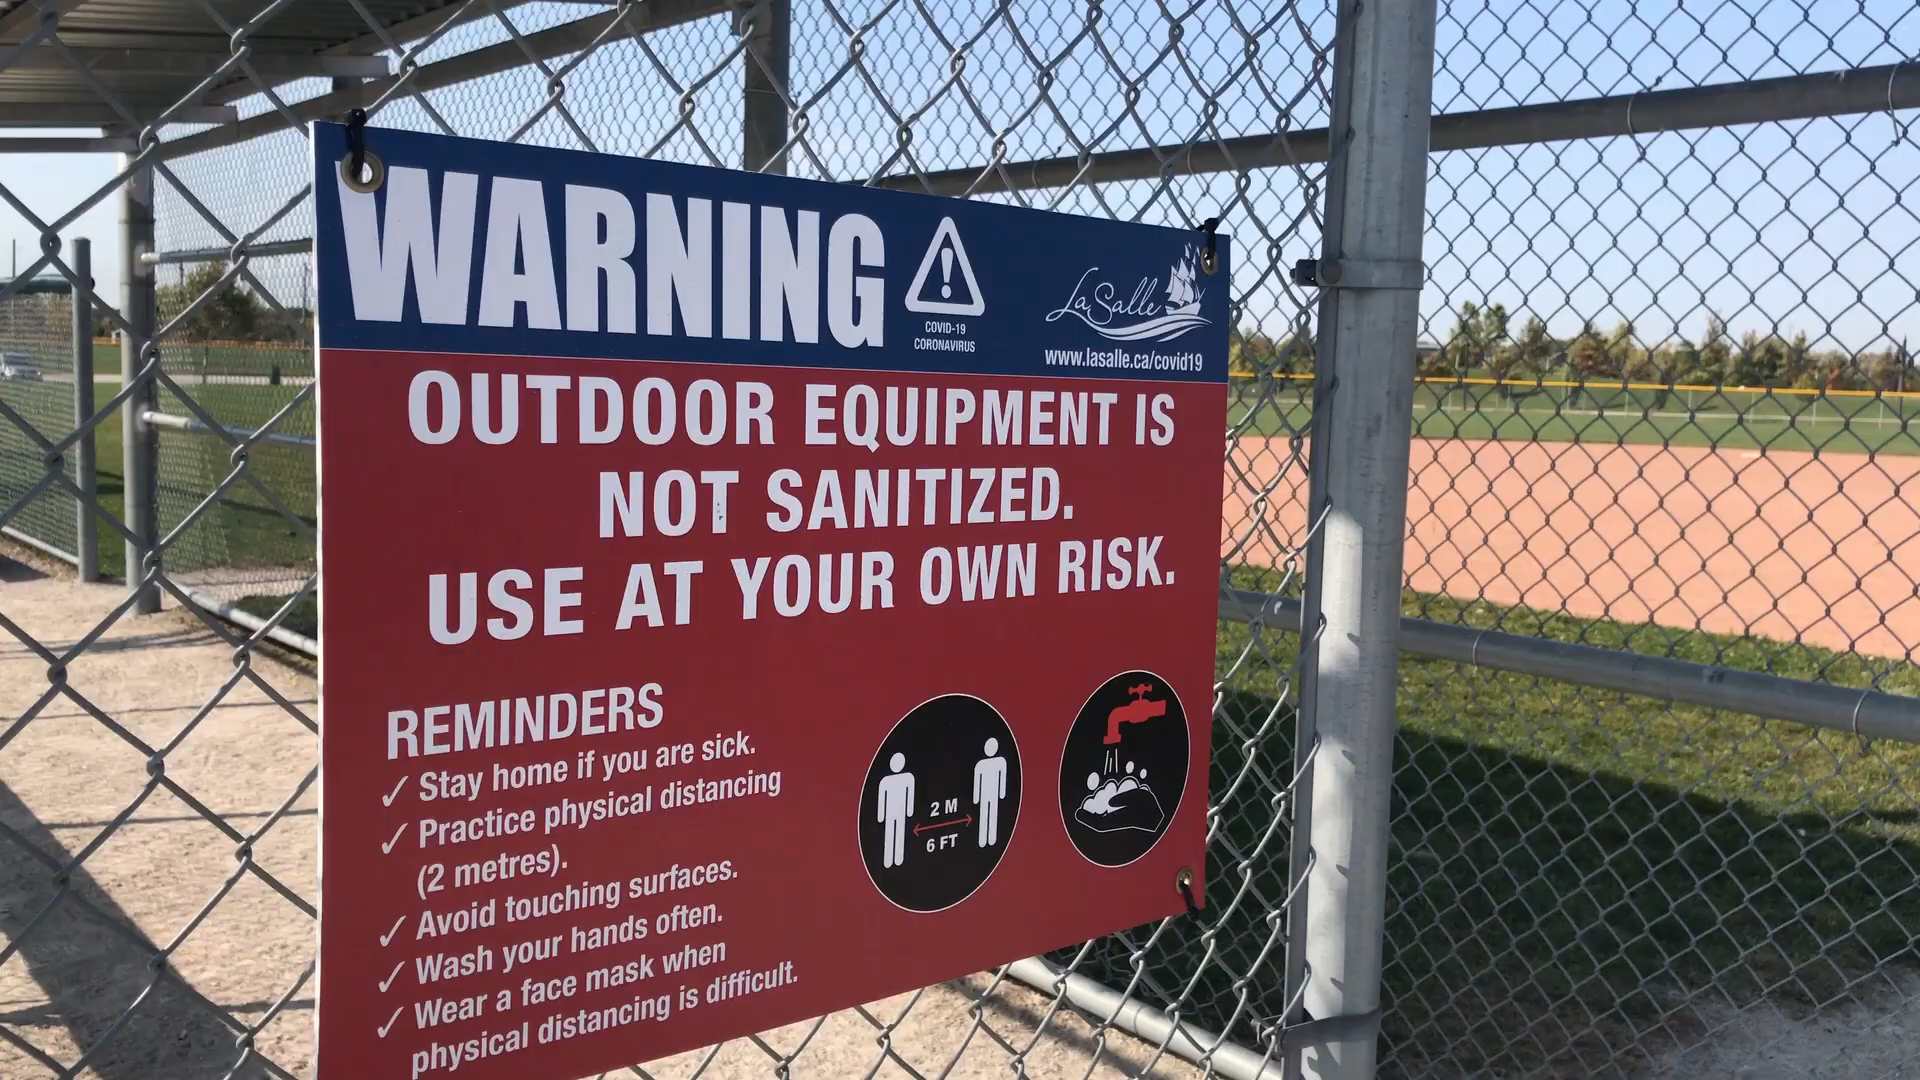 WARNING
COVID-19
CORONAVIRUS
LaSalle
www.lasalle.ca/covid19
OUTDOOR EQUIPMENT IS
NOT SANITIZED.
USE AT YOUR OWN RISK.
REMINDERS
✓ Stay home if you are sick.
✓ Practice physical distancing
(2 metres).
✓ Avoid touching surfaces.
✓ Wash your hands often.
✓ Wear a face mask when
physical distancing is difficult.
2 M
6 FT